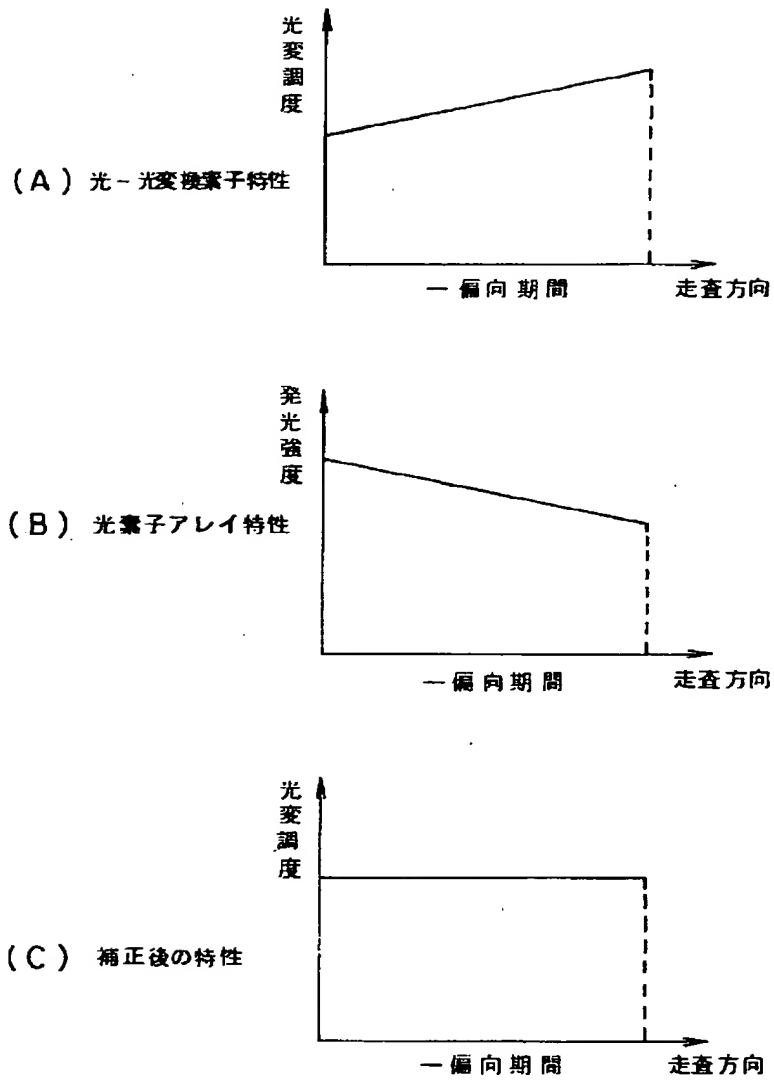 光変調度
(A) 光-光変換素子特性
一偏向期間 走査方向
発光強度
(B) 光素子アレイ特性
一偏向期間 走査方向
光変調度
(C) 補正後の特性
一偏向期間 走査方向